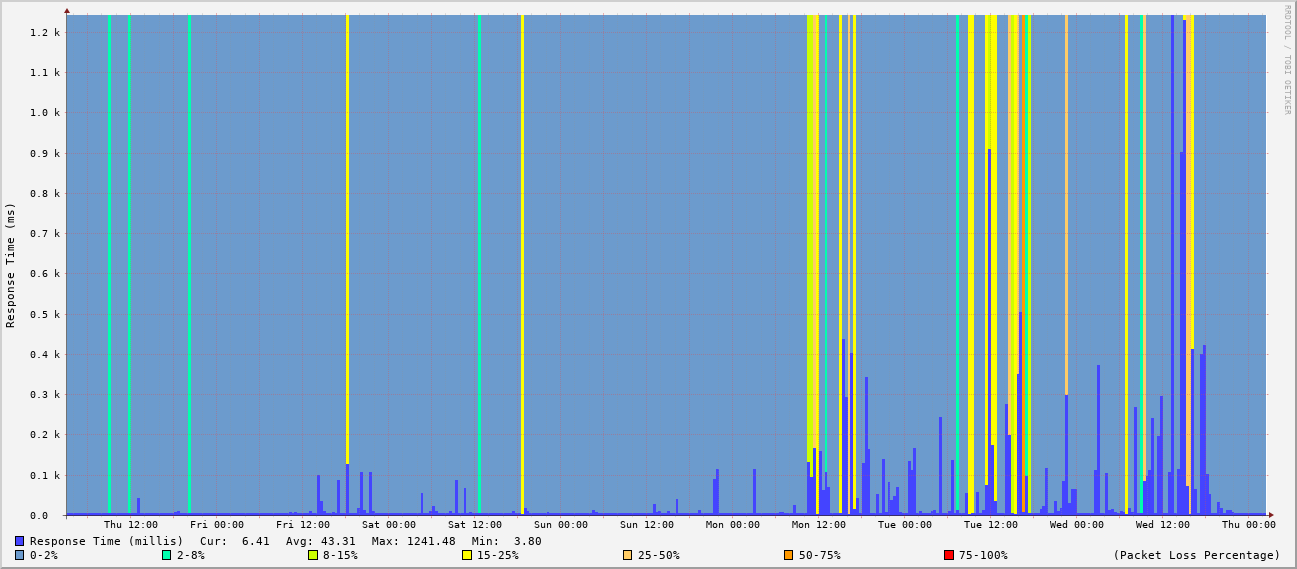 1.2 k
1.1 k
1.0 k
0.9 k
0.8 k
0.7 k
0.6 k
0.5 k
0.4 k
0.3 k
0.2 k
0.1 k
0.0
Response Time (ms)
RRDTOOL / TOBI OETIKER
Thu 12:00 Fri 00:00 Fri 12:00 Sat 00:00 Sat 12:00 Sun 00:00 Sun 12:00 Mon 00:00 Mon 12:00 Tue 00:00 Tue 12:00 Wed 00:00 Wed 12:00 Thu 00:00
Response Time (millis) Cur: 6.41 Avg: 43.31 Max: 1241.48 Min: 3.80
0-2% 2-8% 8-15% 15-25% 25-50% 50-75% 75-100% (Packet Loss Percentage)